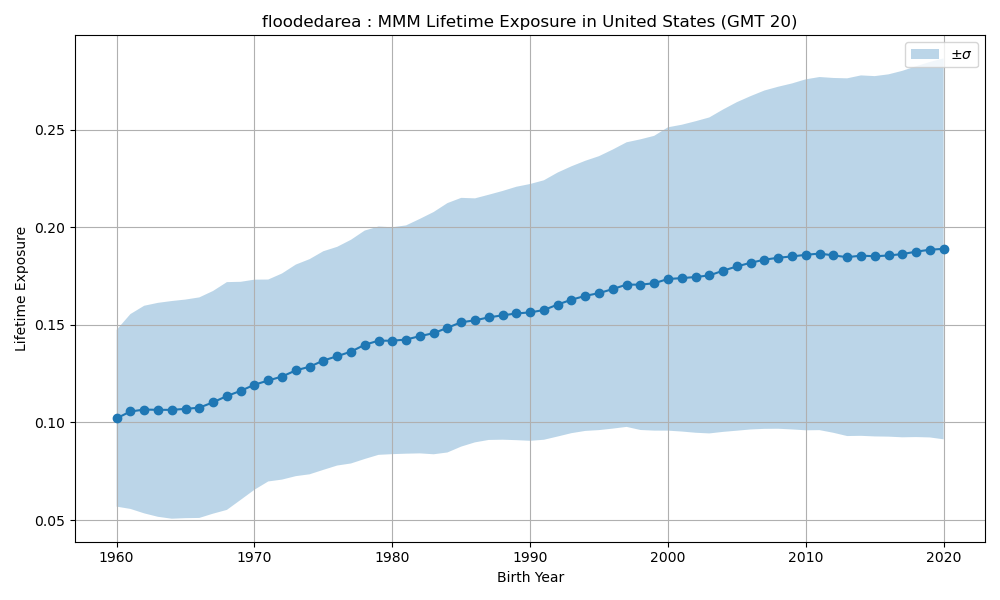 floodedarea : MMM Lifetime Exposure in United States (GMT 20)
±σ
Lifetime Exposure
0.25
0.20
0.15
0.10
0.05
1960 1970 1980 1990 2000 2010 2020
Birth Year